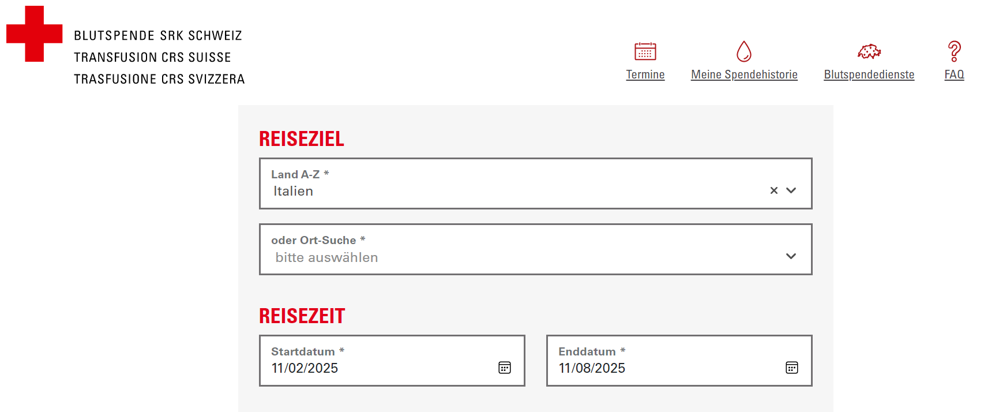 BLUTSPENDE SRK SCHWEIZ
TRANSFUSION CRS SUISSE
TRASFUSIONE CRS SVIZZERA
Termine
Meine Spendehistorie
Blutspendedienste
FAQ
REISEZIEL
Land A-Z *
Italien
oder Ort-Suche *
bitte auswählen
REISEZEIT
Startdatum *
11/02/2025
Enddatum *
11/08/2025